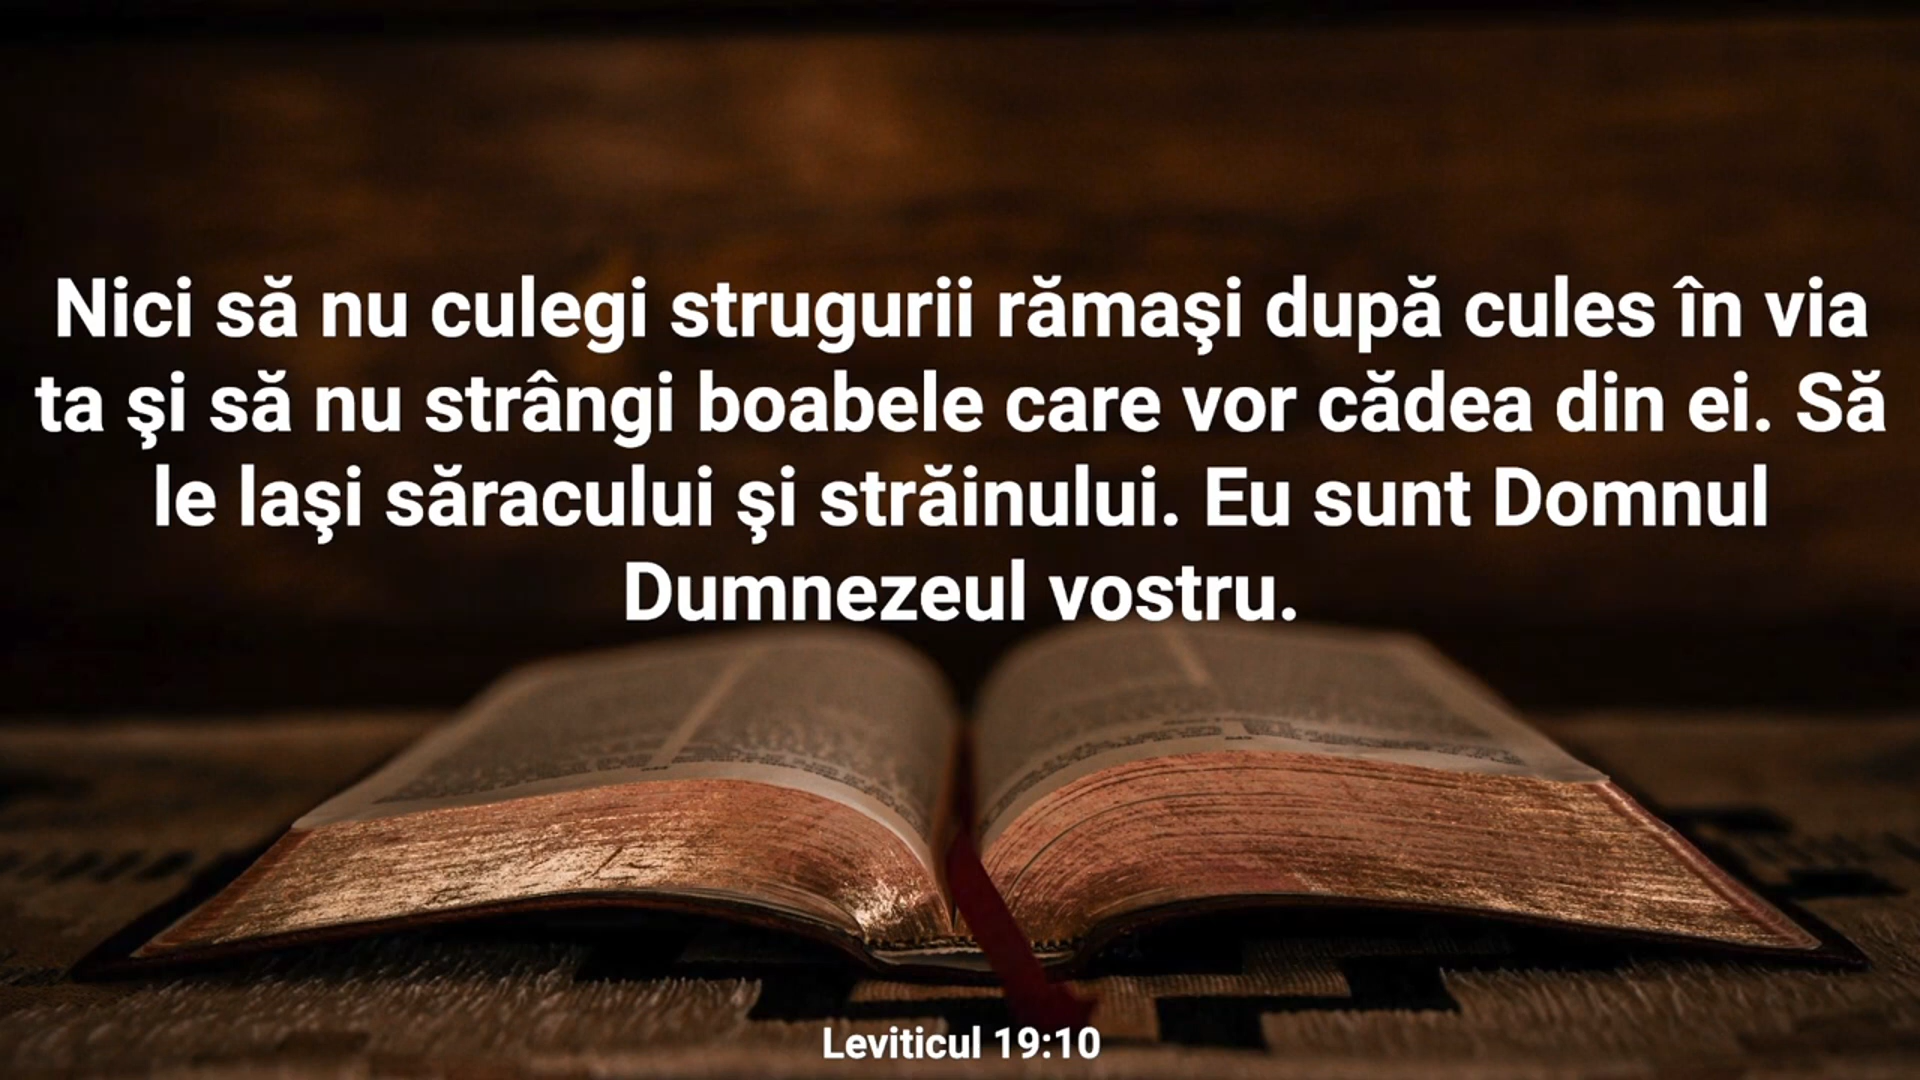 Nici să nu culegi strugurii rămaşi după cules în via
ta şi să nu strângi boabele care vor cădea din ei. Să
le laşi săracului şi străinului. Eu sunt Domnul
Dumnezeul vostru.
Leviticul 19:10